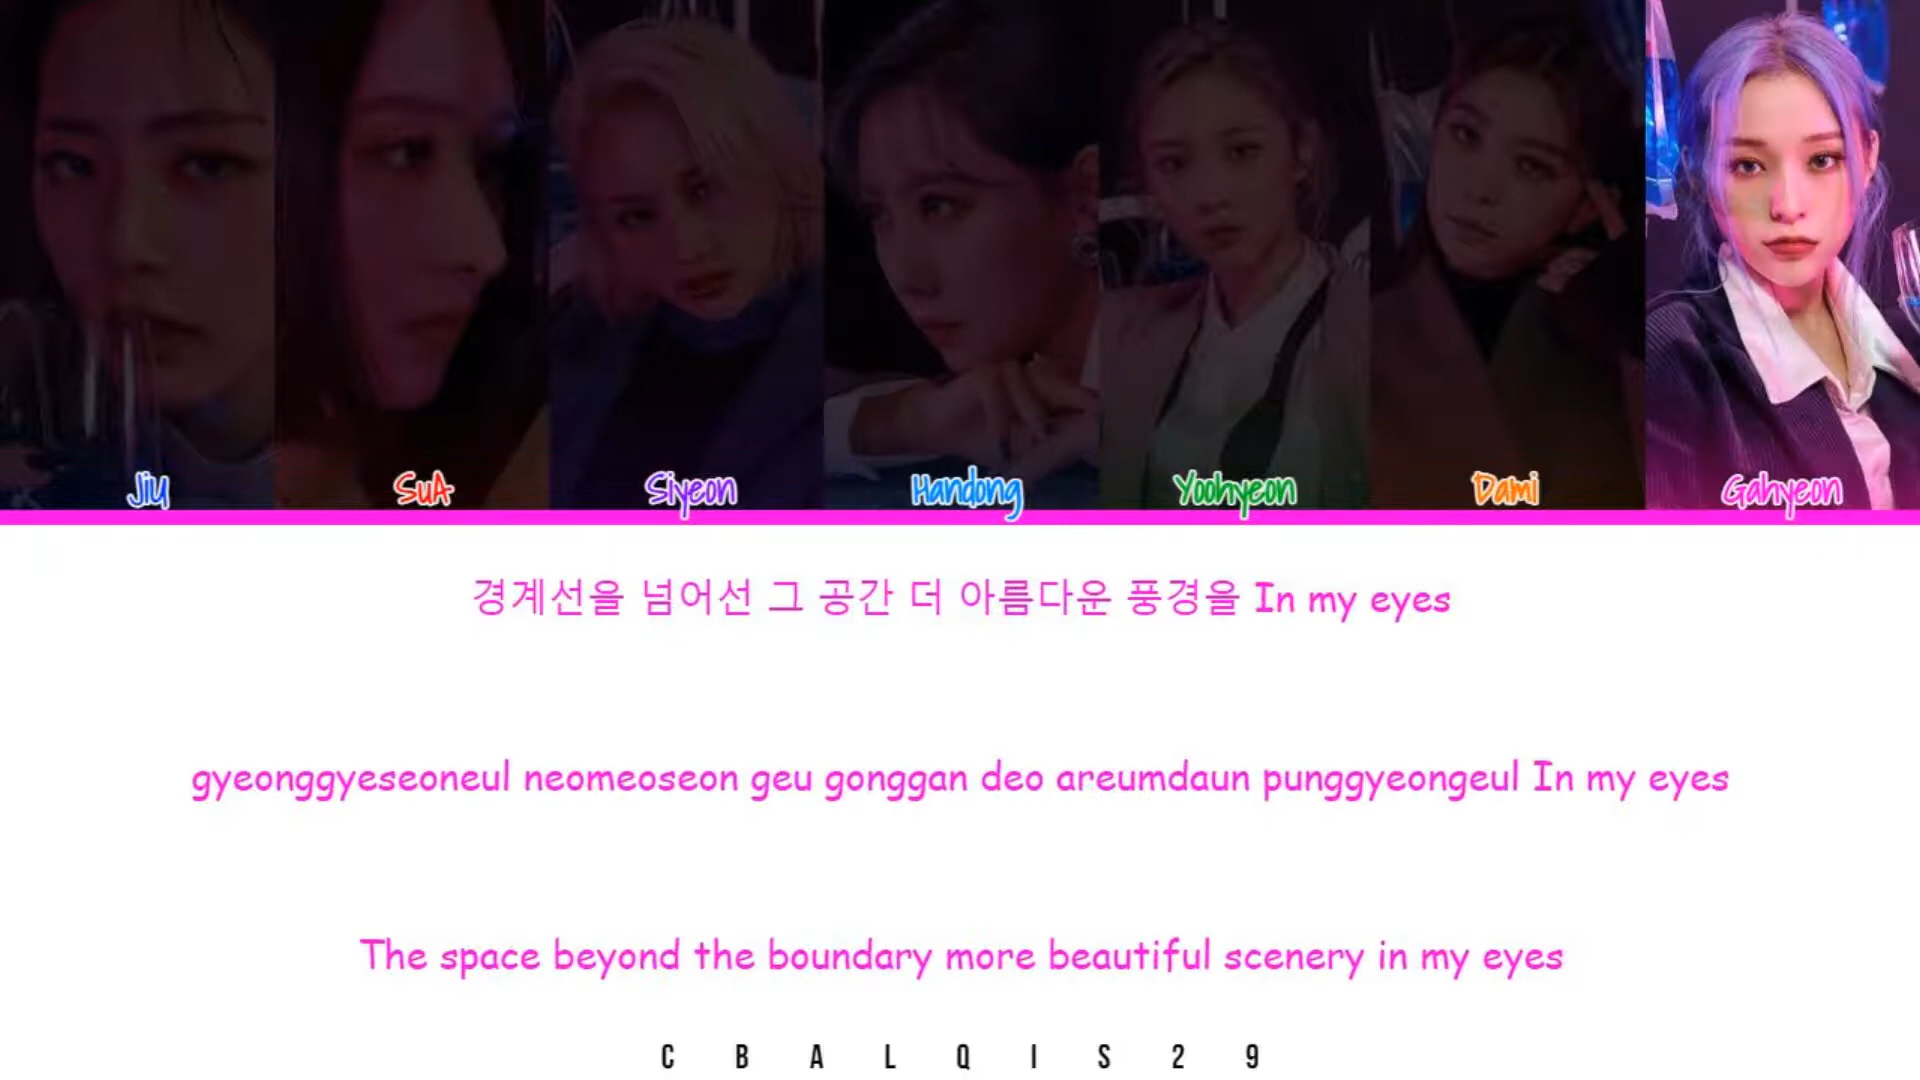 JiU SuA Siyeon Handong Yoohyeon Dami Gahyeon
경계선을 넘어선 그 공간 더 아름다운 풍경을 In my eyes
gyeonggyeseoneul neomeoseon geu gonggan deo areumdaun punggyeongeul In my eyes
The space beyond the boundary more beautiful scenery in my eyes
CBALQIS29